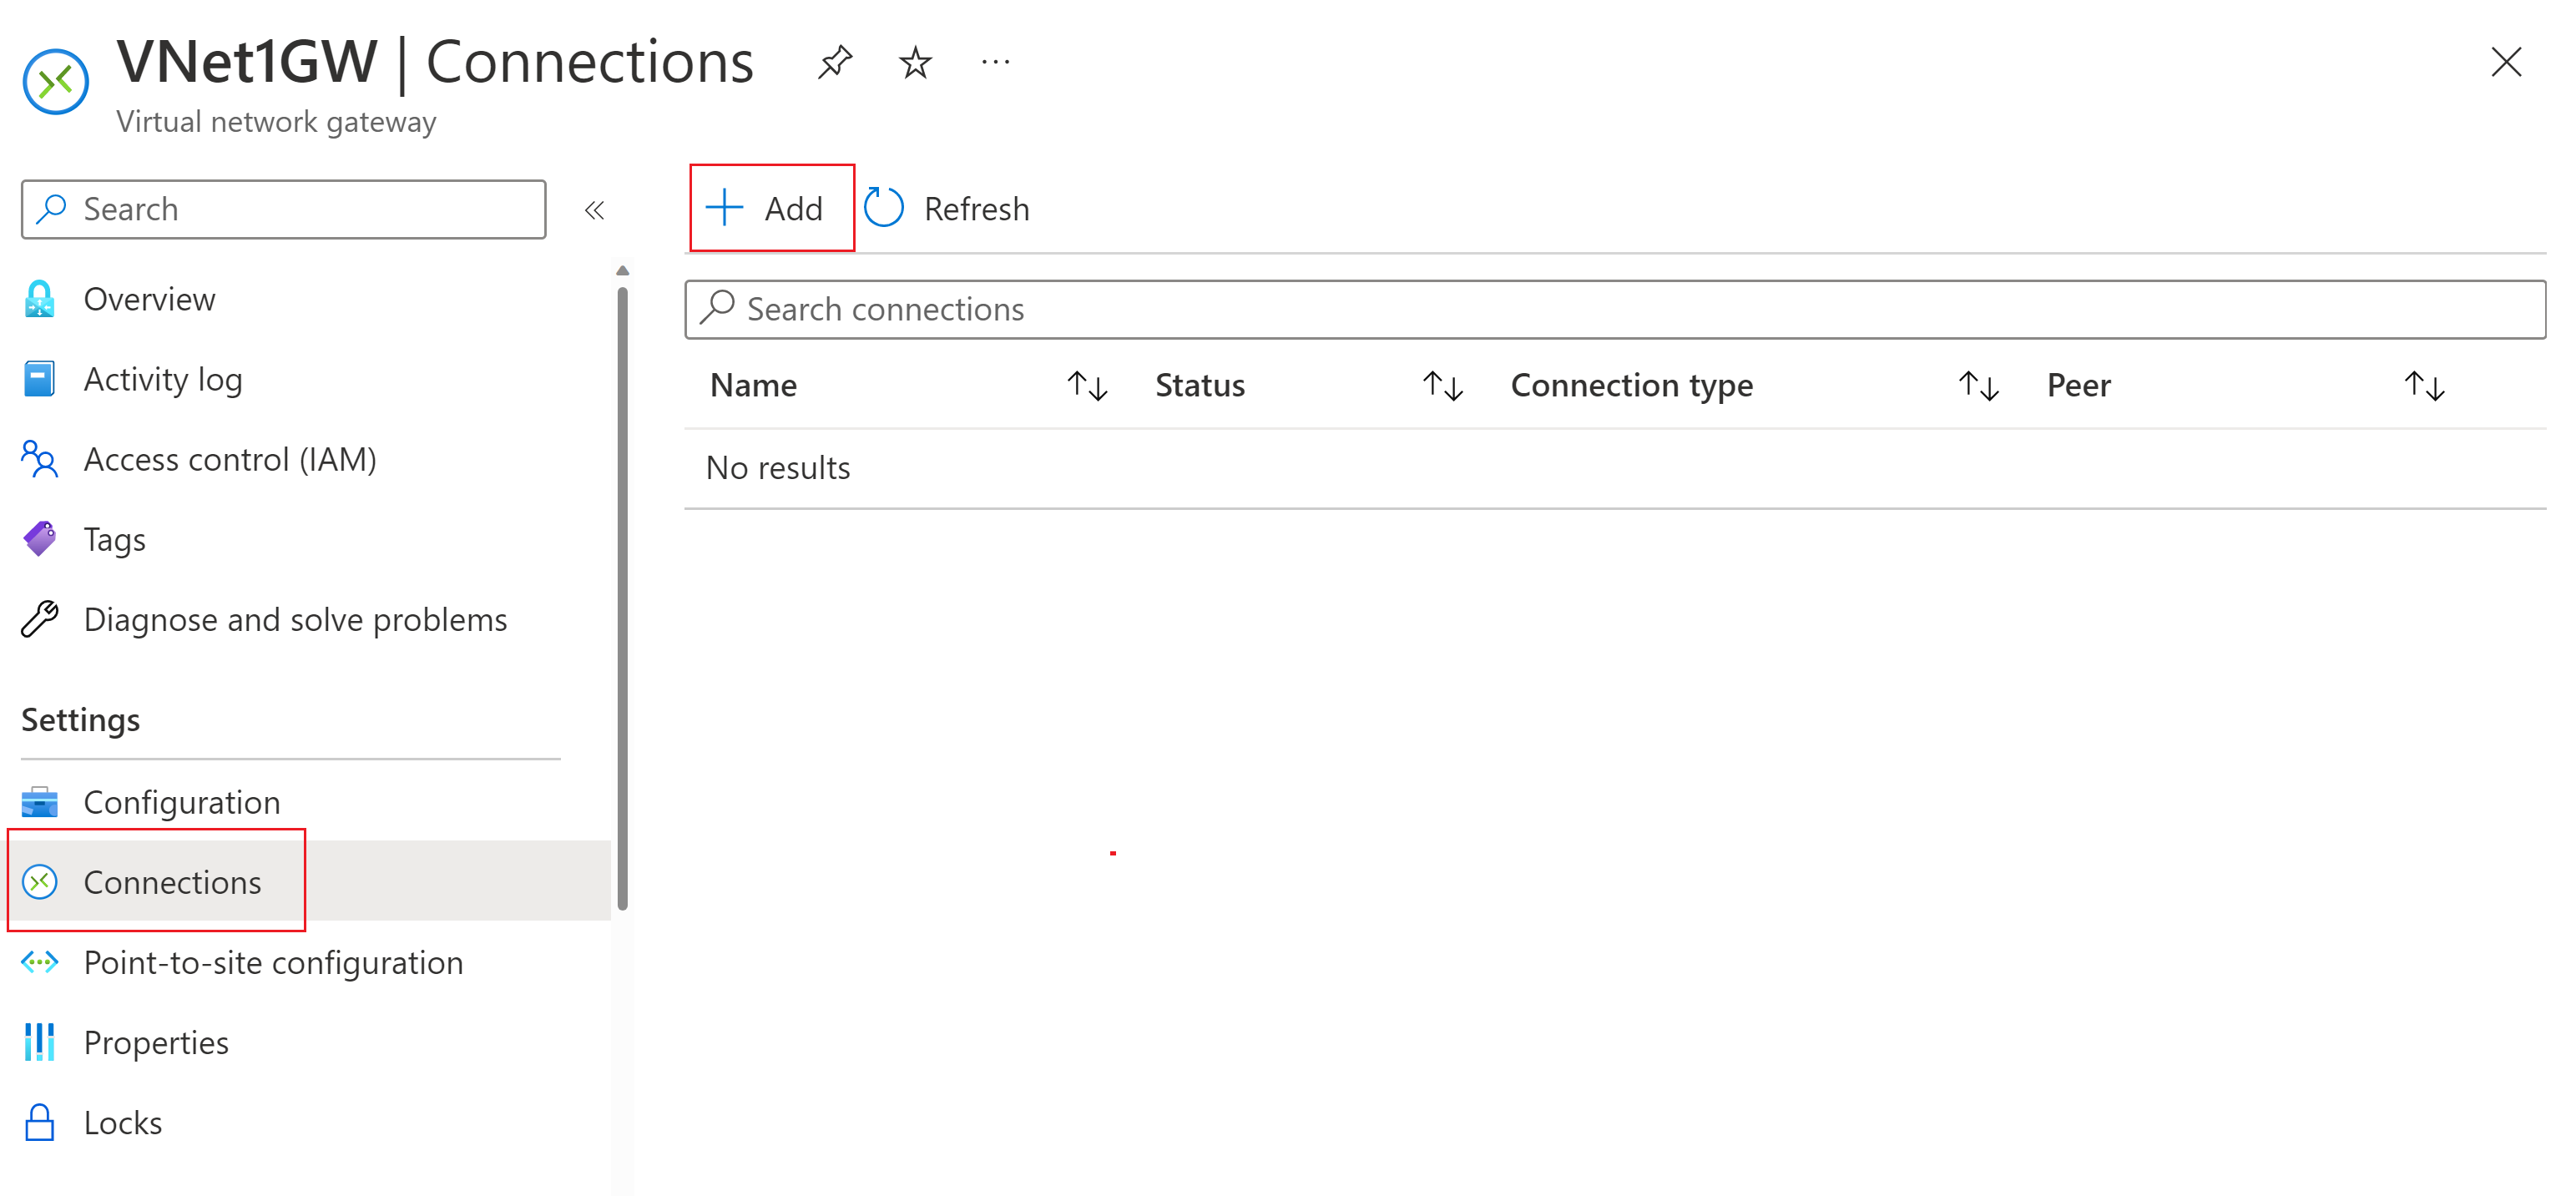 VNet1GW | Connections
Virtual network gateway
Search
Overview
Activity log
Access control (IAM)
Tags
Diagnose and solve problems
Settings
Configuration
Connections
Point-to-site configuration
Properties
Locks
Add Refresh
Search connections
Name Status Connection type Peer
No results